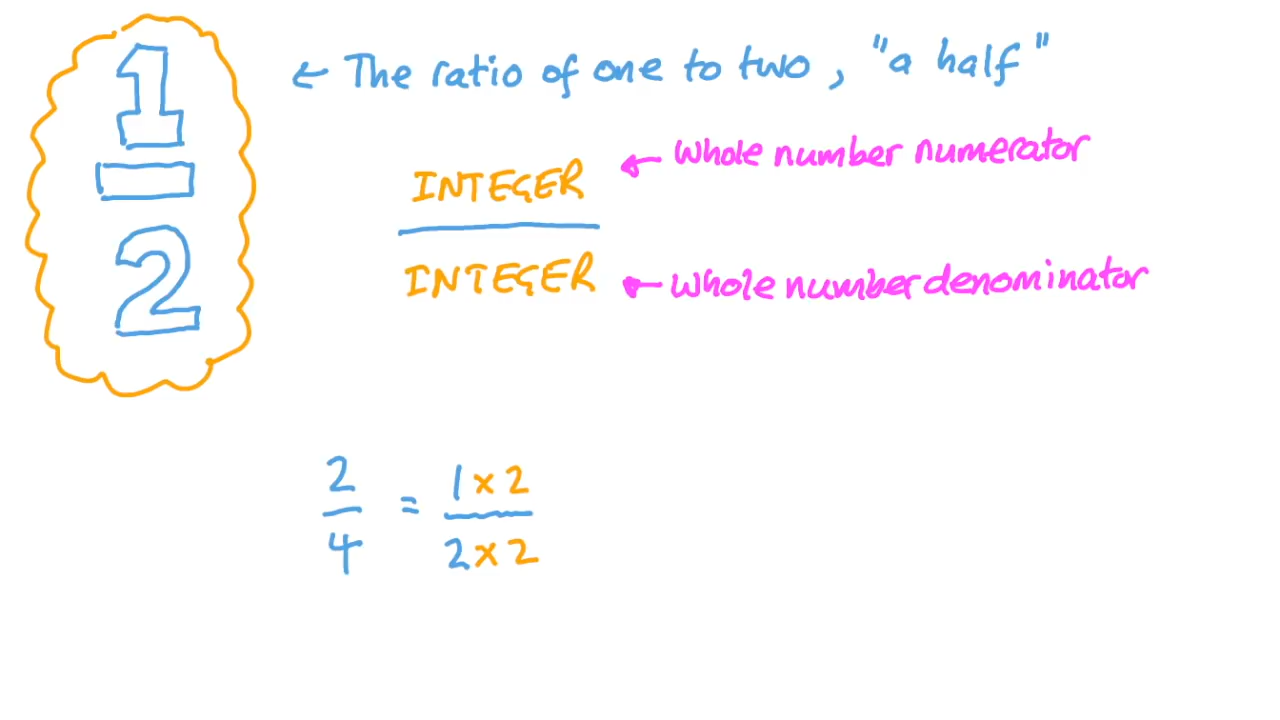 1
2
← The ratio of one to two, "a half"
INTEGER ← Whole number numerator
INTEGER ← Whole number denominator
2/4 = 1 x 2/2 x 2